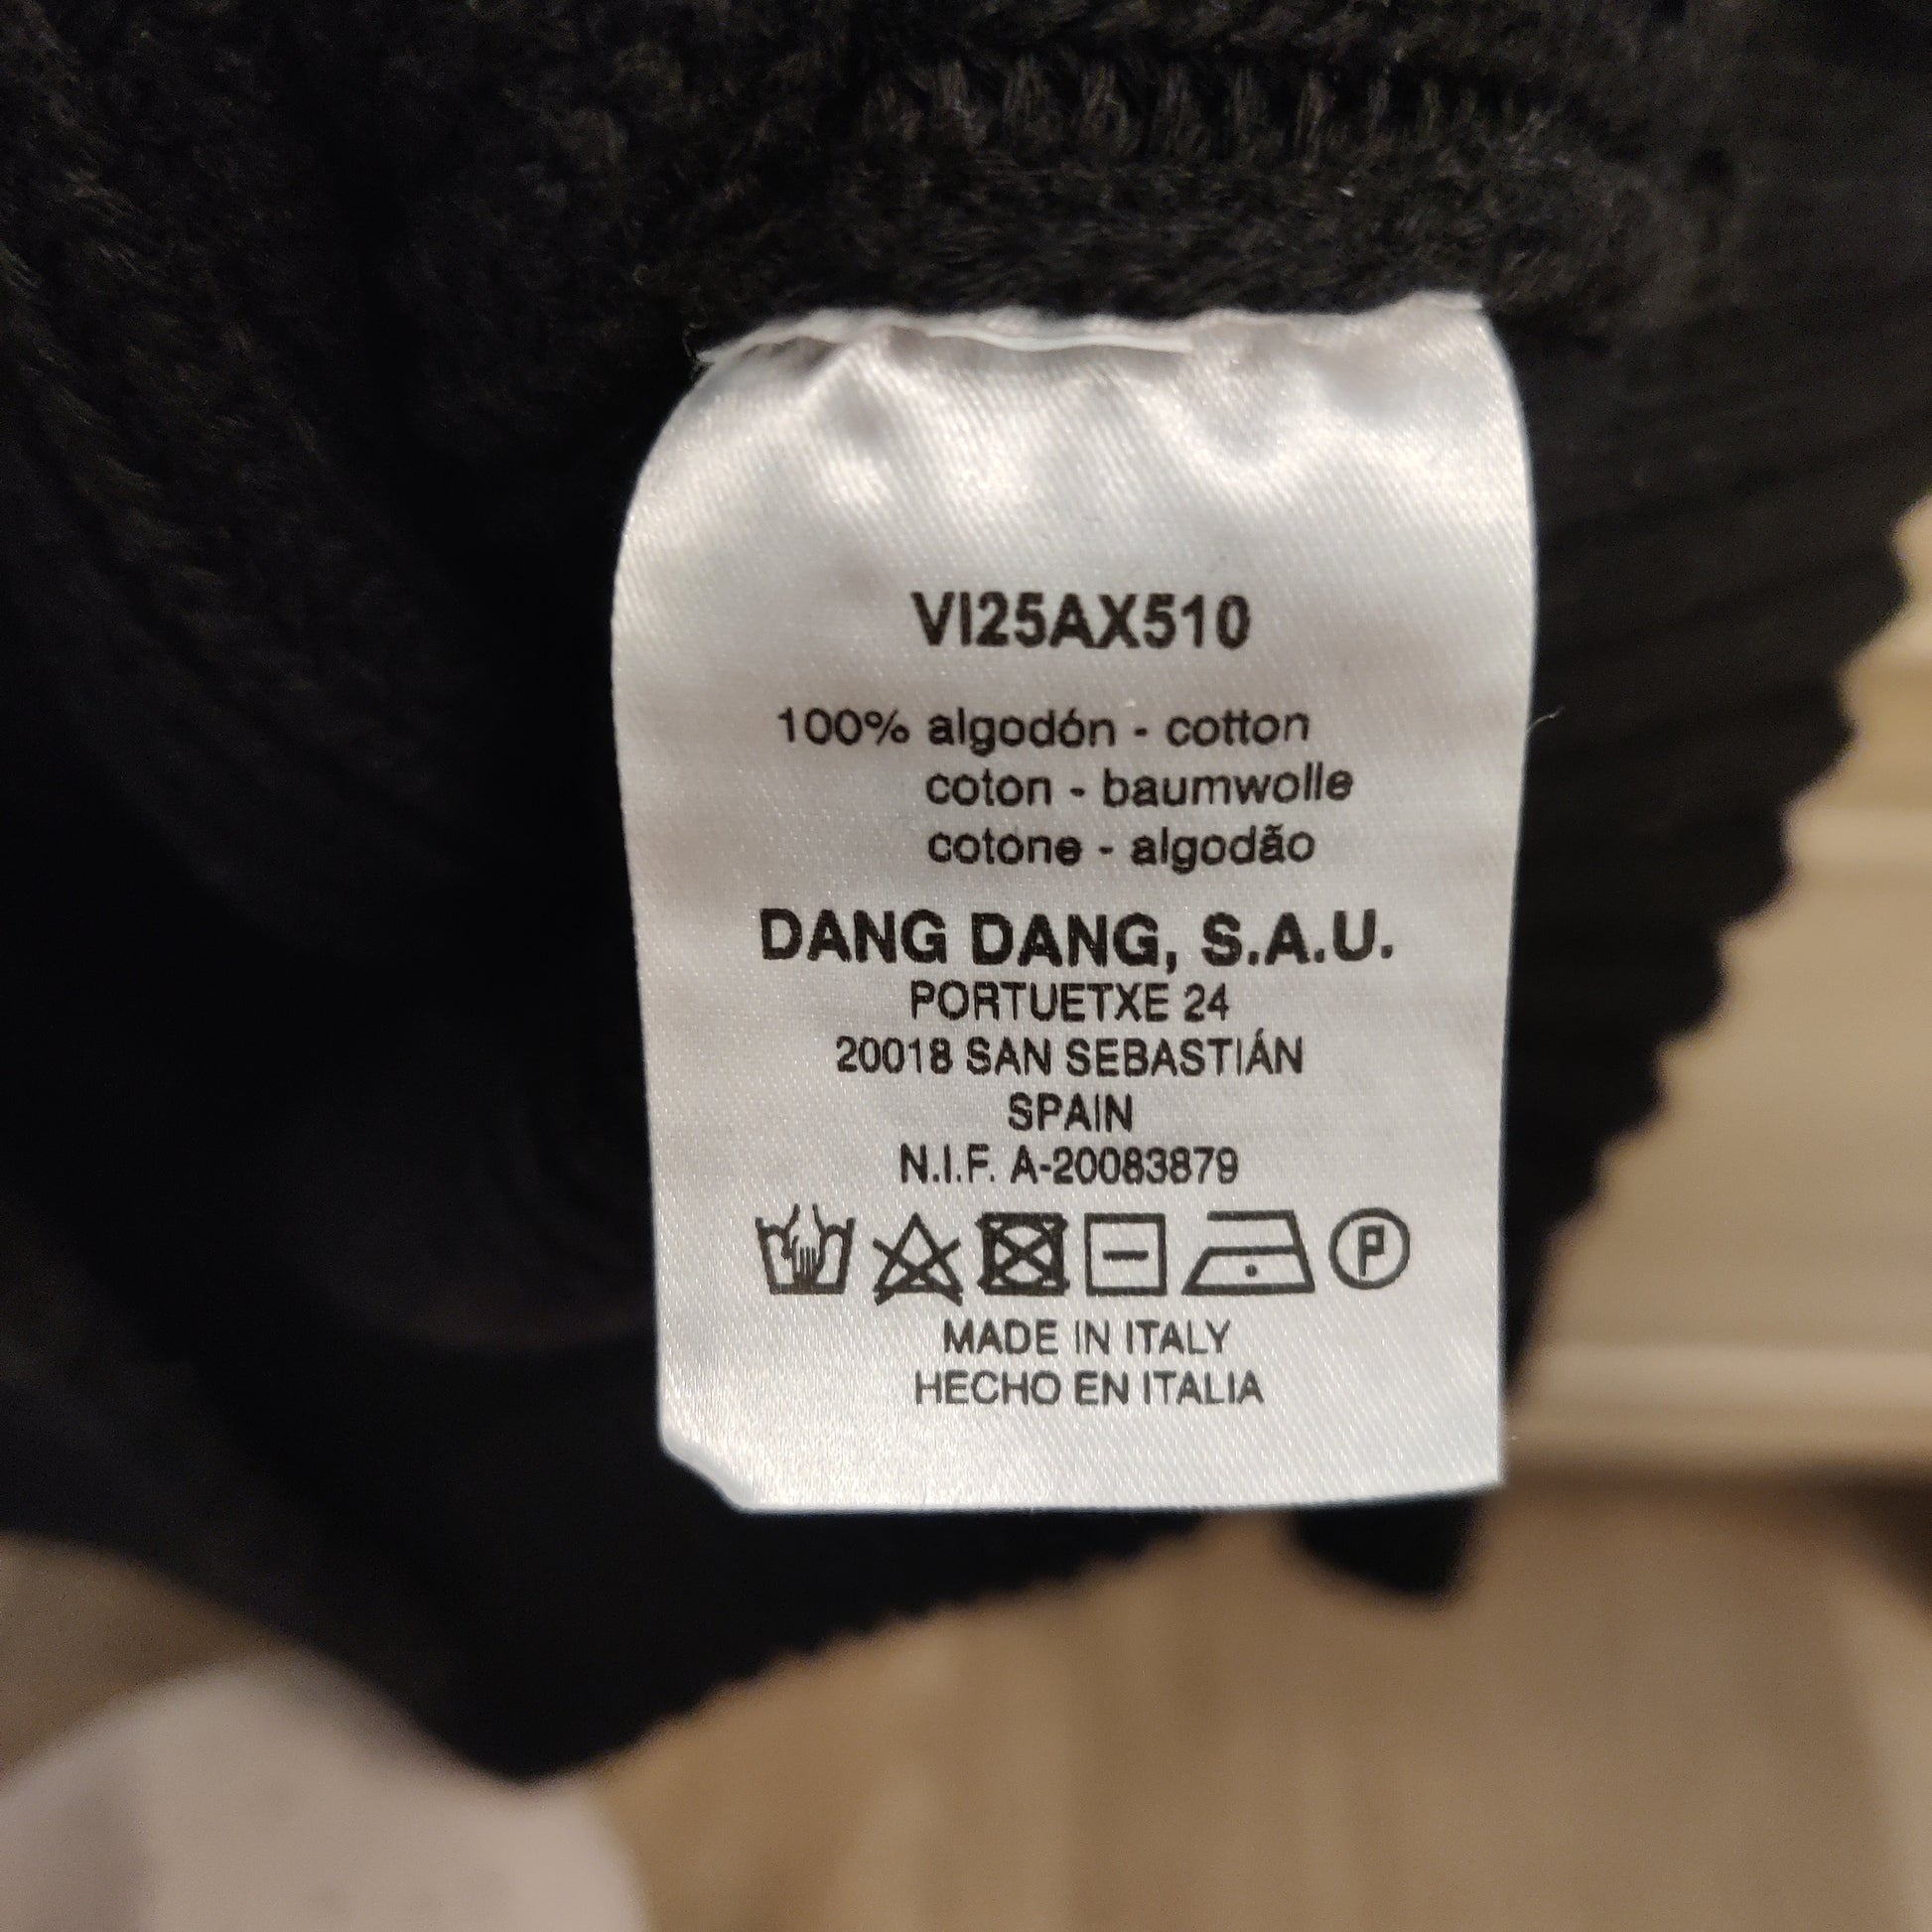 VI25AX510
100% algodón - cotton
coton - baumwolle
cotone - algodão
DANG DANG, S.A.U.
PORTUETXE 24
20018 SAN SEBASTIÁN
SPAIN
N.I.F. A-20083879
P
MADE IN ITALY
HECHO EN ITALIA